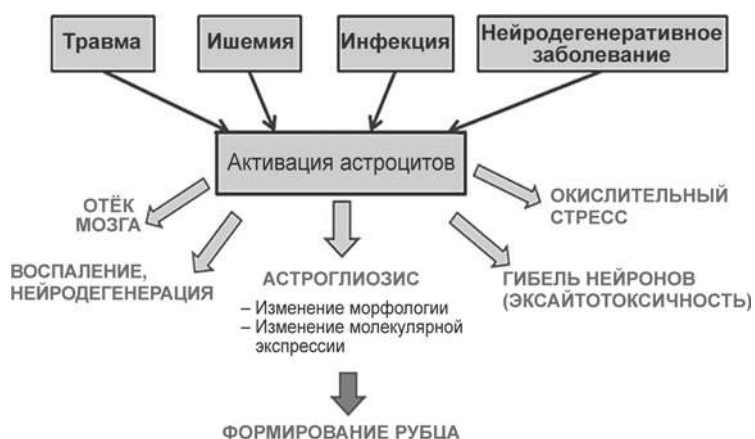 Травма
Ишемия
Инфекция
Нейродегенеративное
заболевание
Активация астроцитов
ОТЁК
МОЗГА
ОКИСЛИТЕЛЬНЫЙ
СТРЕСС
ВОСПАЛЕНИЕ,
НЕЙРОДЕГЕНЕРАЦИЯ
АСТРОГЛИОЗИС
– Изменение морфологии
– Изменение молекулярной
экспрессии
ГИБЕЛЬ НЕЙРОНОВ
(ЭКСАЙТОТОКСИЧНОСТЬ)
ФОРМИРОВАНИЕ РУБЦА